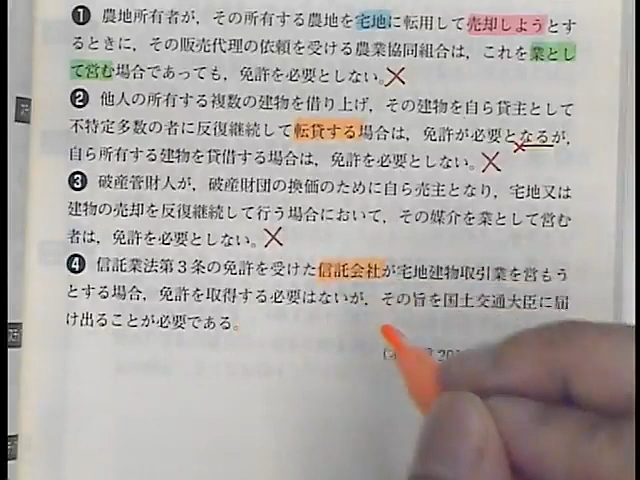 ❶ 農地所有者が，その所有する農地を宅地に転用して売却しようとす
るときに，その販売代理の依頼を受ける農業協同組合は，これを業とし
て営む場合であっても，免許を必要としない。
❷ 他人の所有する複数の建物を借り上げ，その建物を自ら貸主として
不特定多数の者に反復継続して転貸する場合は，免許が必要となるが，
自ら所有する建物を貸借する場合は，免許を必要としない。
❸ 破産管財人が，破産財団の換価のために自ら売主となり，宅地又は
建物の売却を反復継続して行う場合において，その媒介を業として営む
者は，免許を必要としない。
❹ 信託業法第３条の免許を受けた信託会社が宅地建物取引業を営もう
とする場合，免許を取得する必要はないが，その旨を国土交通大臣に届
け出ることが必要である。